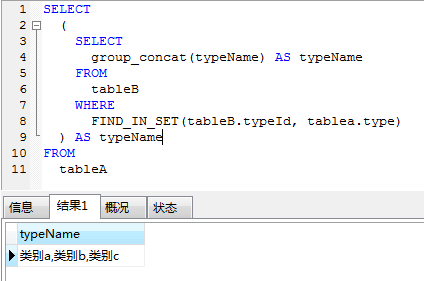 1 SELECT
2 (
3 SELECT
4 group_concat(typeName) AS typeName
5 FROM
6 tableB
7 WHERE
8 FIND_IN_SET(tableB.typeId, tablea.type)
9 ) AS typeName
10 FROM
11 tableA
信息 结果1 概况 状态
typeName
类别a,类别b,类别c